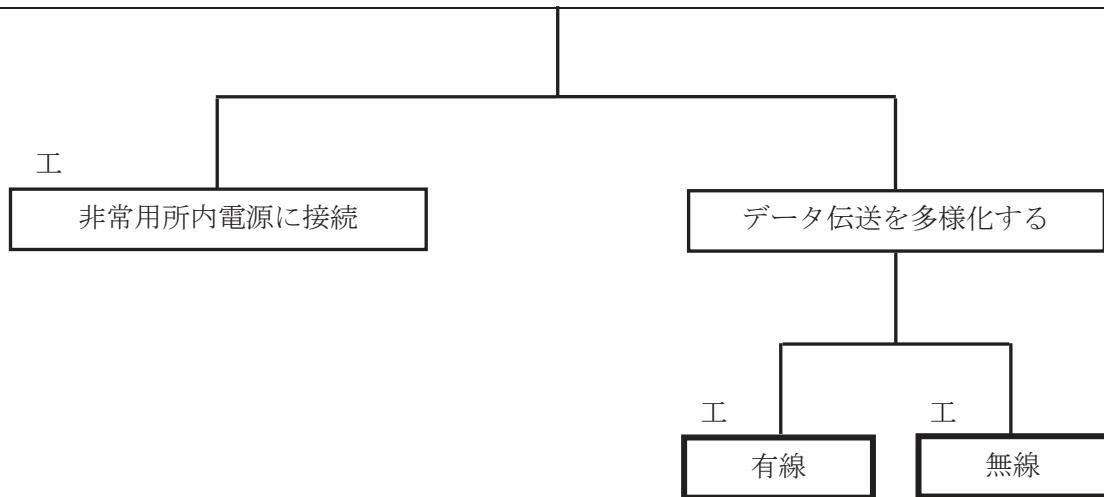 工
非常用所内電源に接続
データ伝送を多様化する
工
工
有線
無線